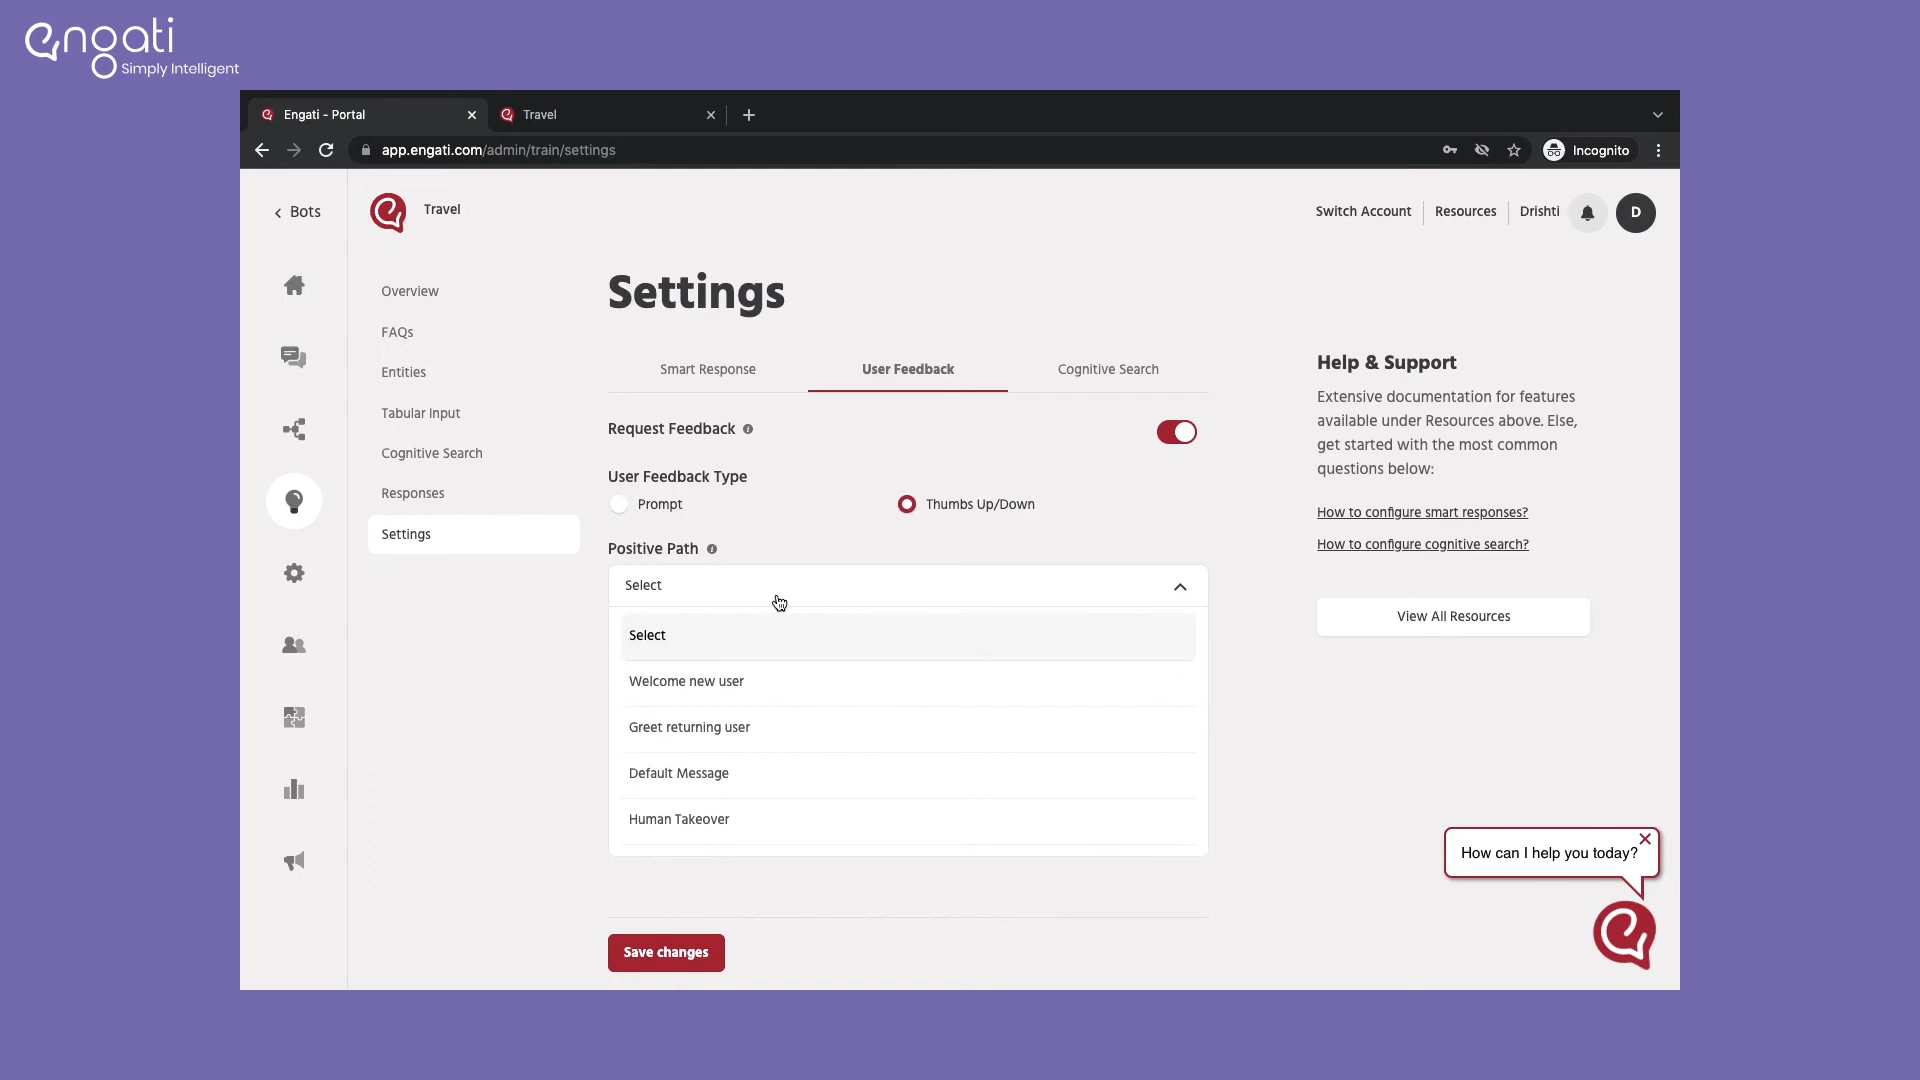 engati
Simply Intelligent
Engati - Portal
Travel
app.engati.com/admin/train/settings
Incognito
Bots
Travel
Switch Account
Resources
Drishti
D
Overview
FAQs
Entities
Tabular Input
Cognitive Search
Responses
Settings
Settings
Smart Response
User Feedback
Cognitive Search
Request Feedback
User Feedback Type
Prompt
Thumbs Up/Down
Positive Path
Select
Select
Welcome new user
Greet returning user
Default Message
Human Takeover
Save changes
Help & Support
Extensive documentation for features
available under Resources above. Else,
get started with the most common
questions below:
How to configure smart responses?
How to configure cognitive search?
View All Resources
How can I help you today?